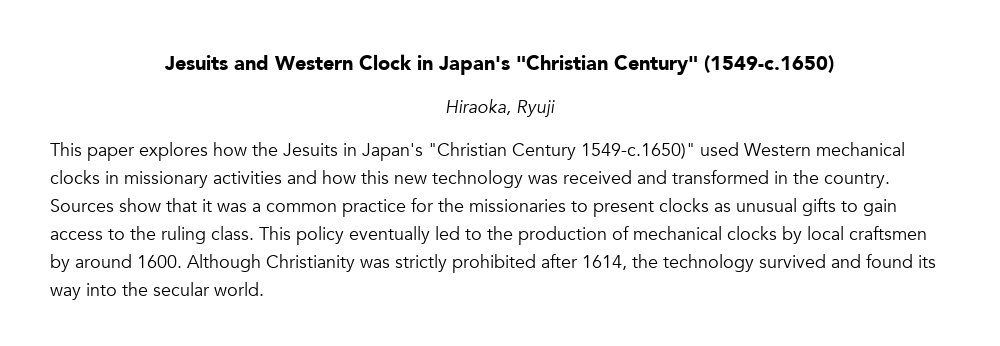 Jesuits and Western Clock in Japan's "Christian Century" (1549-c.1650)
Hiraoka, Ryuji
This paper explores how the Jesuits in Japan's "Christian Century 1549-c.1650)" used Western mechanical
clocks in missionary activities and how this new technology was received and transformed in the country.
Sources show that it was a common practice for the missionaries to present clocks as unusual gifts to gain
access to the ruling class. This policy eventually led to the production of mechanical clocks by local craftsmen
by around 1600. Although Christianity was strictly prohibited after 1614, the technology survived and found its
way into the secular world.